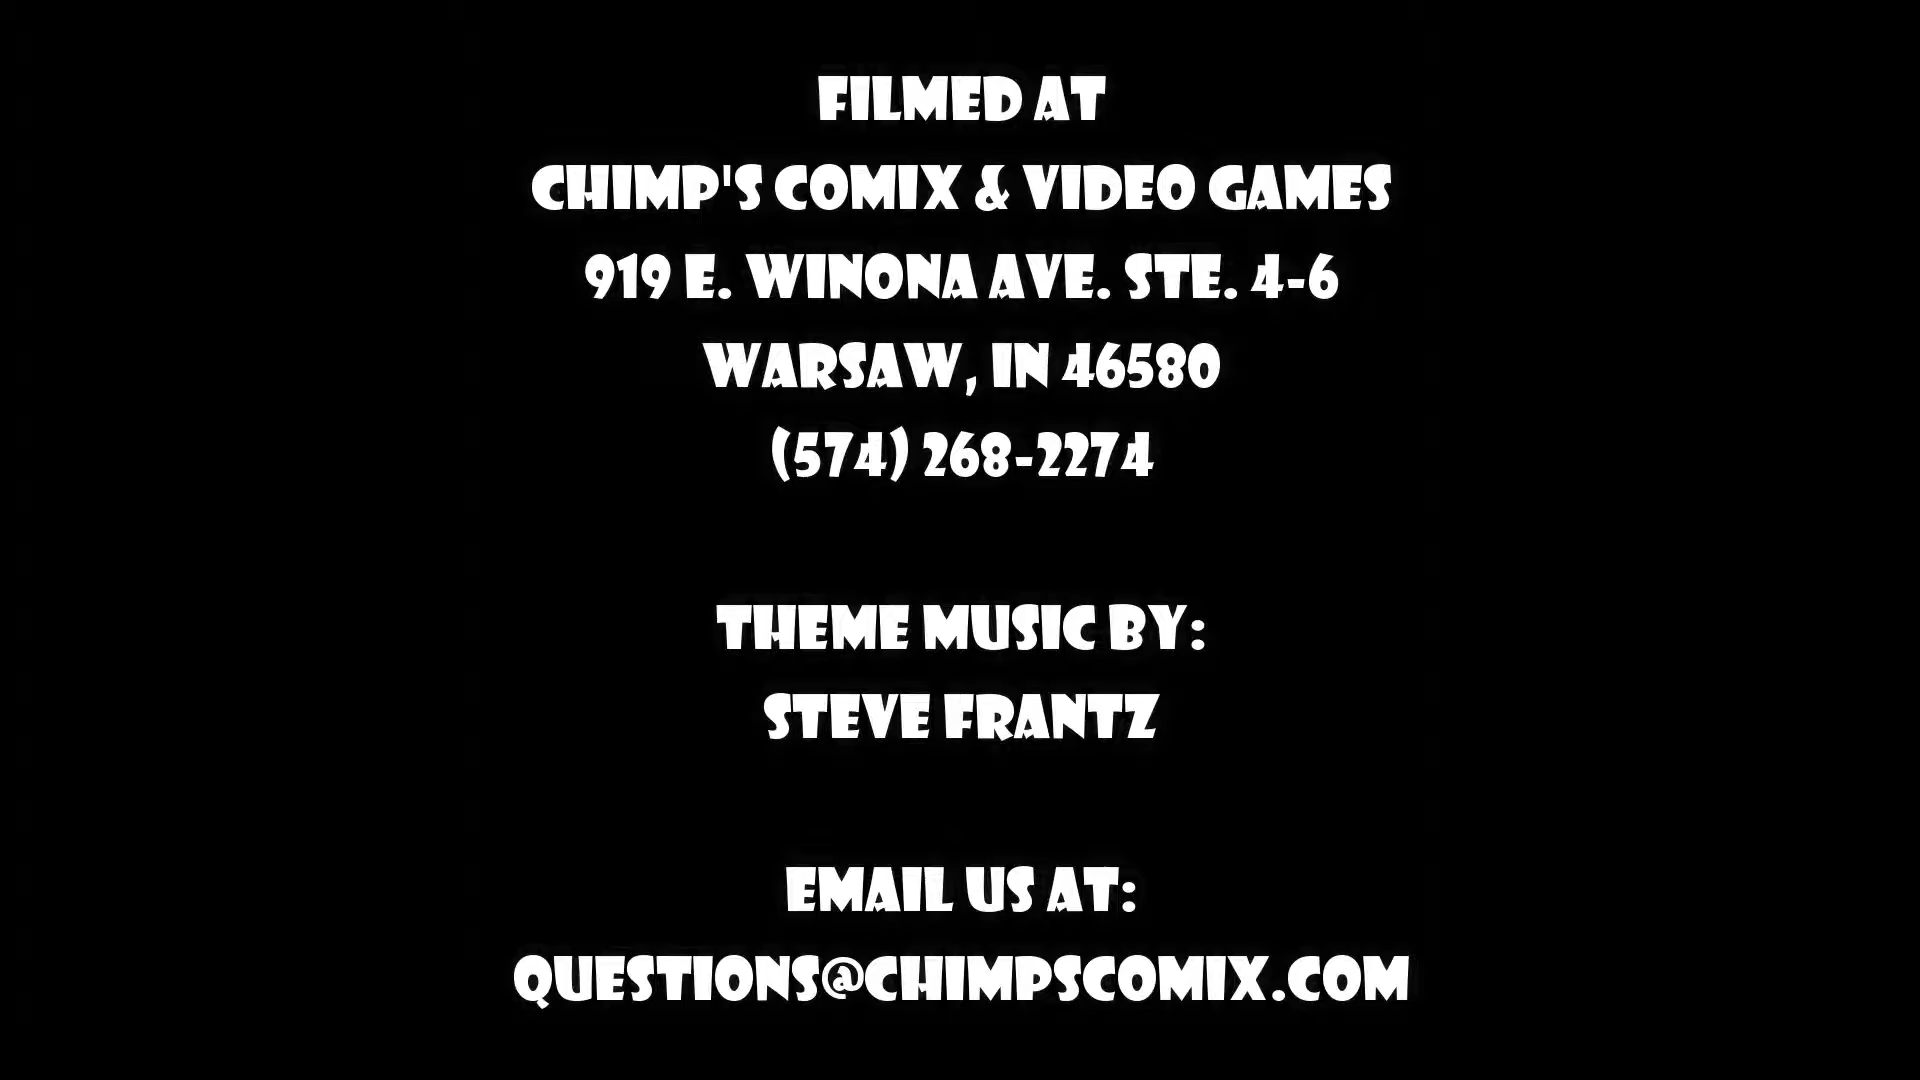 FILMED AT
CHIMP'S COMIX & VIDEO GAMES
919 E. WINONA AVE. STE. 4-6
WARSAW, IN 46580
(574) 268-2274
THEME MUSIC BY:
STEVE FRANTZ
EMAIL US AT:
QUESTIONS@CHIMPSCOMIX.COM